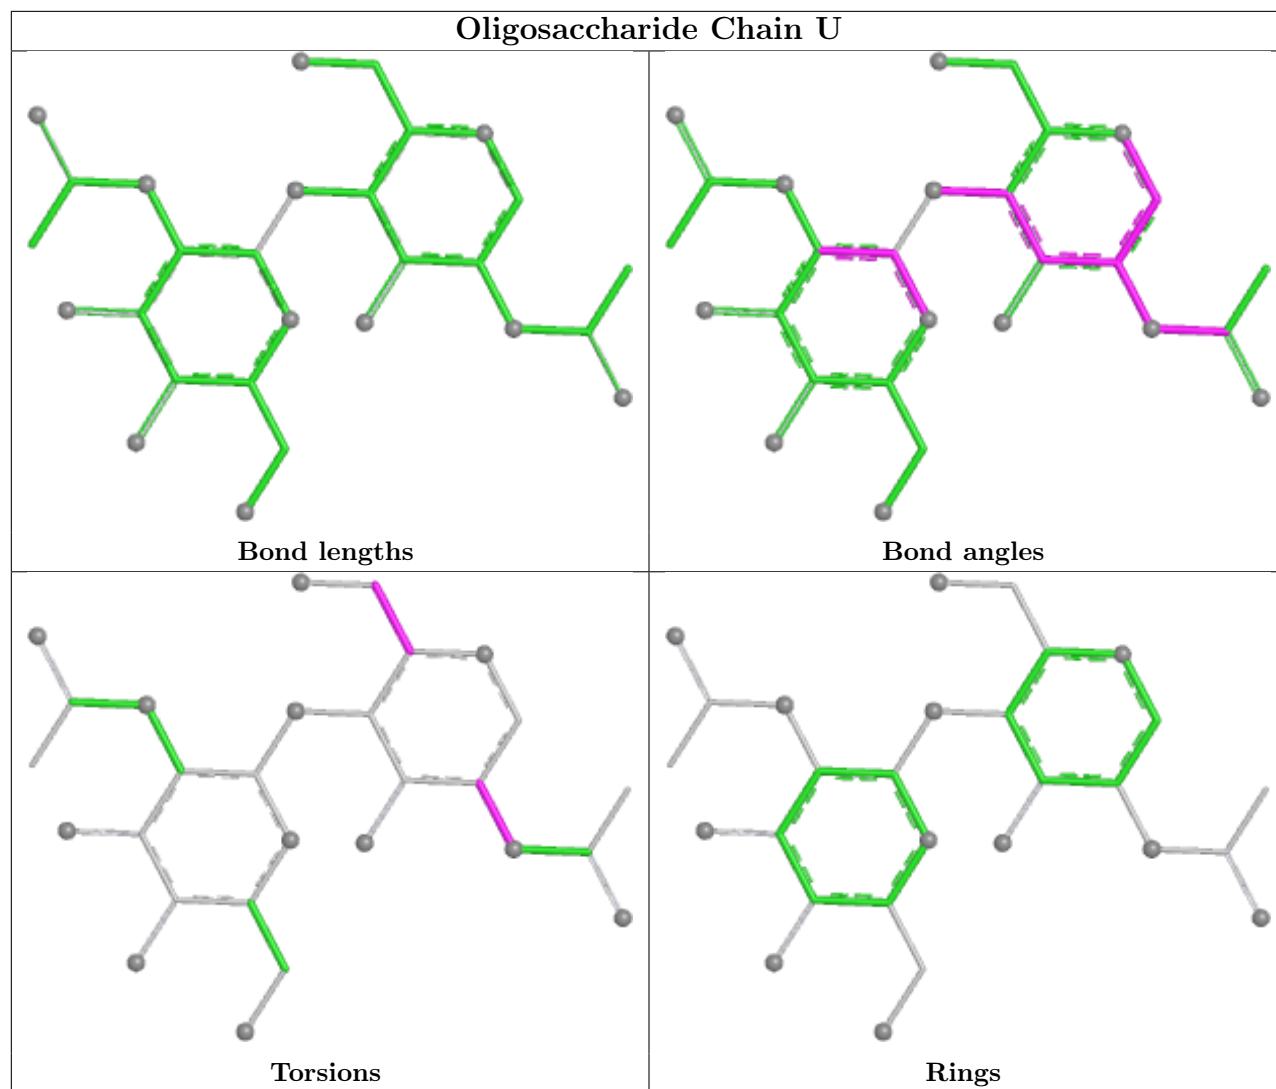 Oligosaccharide Chain U
Bond lengths
Bond angles
Torsions
Rings